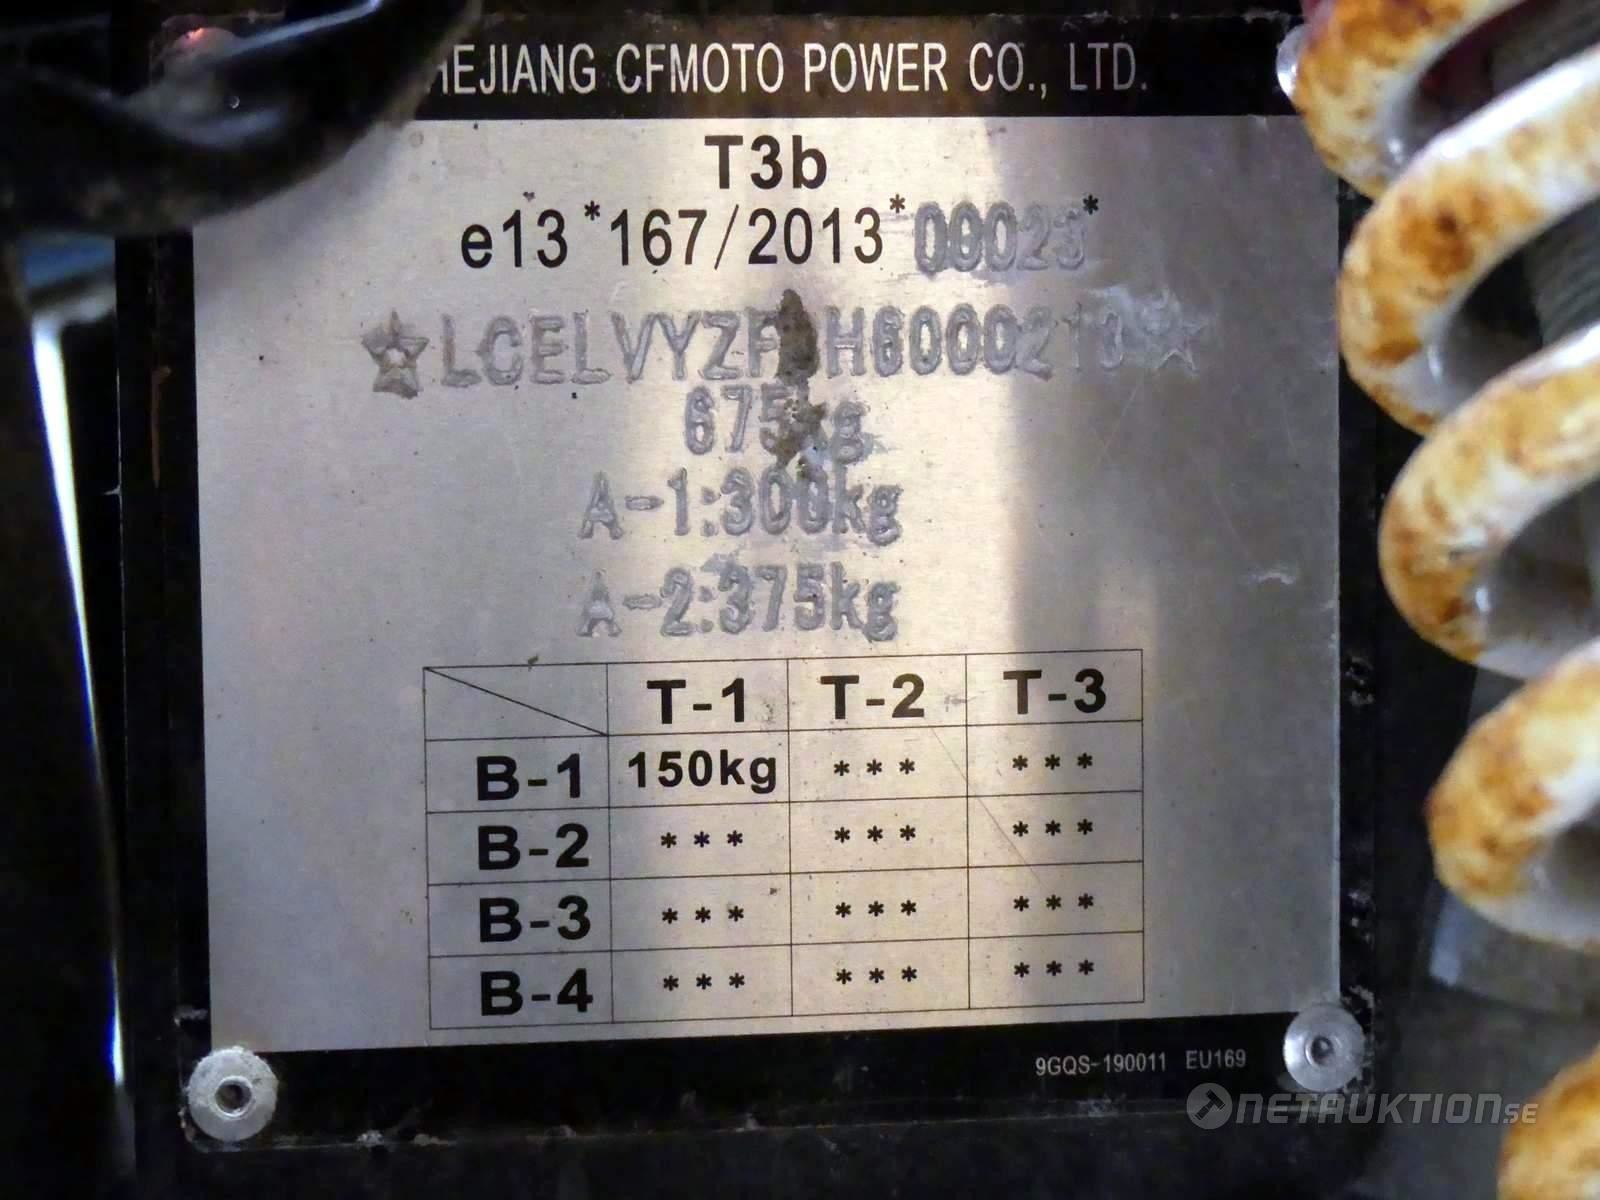 HEJIANG CFMOTO POWER CO., LTD.
T3b
e13*167/2013*00023*
675kg
A-1:300kg
A-2:375kg
T-1 T-2 T-3
B-1 150kg *** ***
B-2 *** *** ***
B-3 *** *** ***
B-4 *** *** ***
9GQS-190011 EU169
NETAUKTION.SE